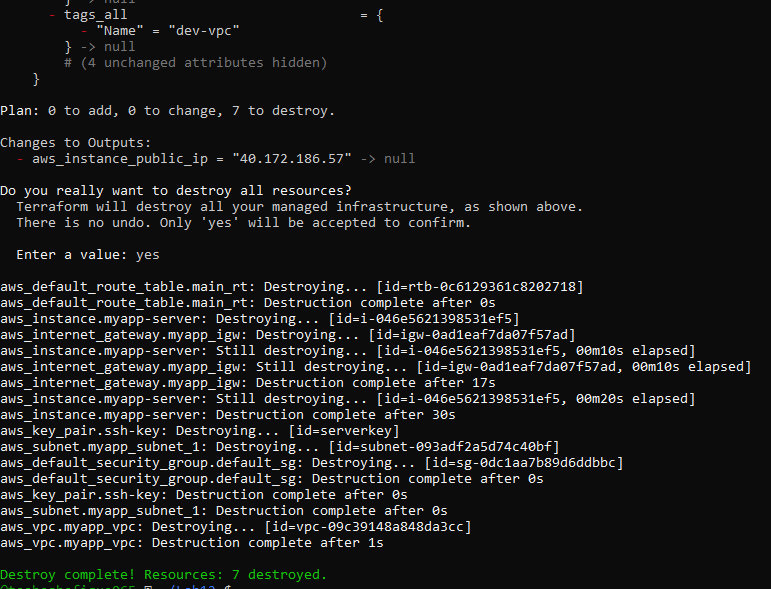 } -> null
- tags_all = {
- "Name" = "dev-vpc"
} -> null
# (4 unchanged attributes hidden)
}
Plan: 0 to add, 0 to change, 7 to destroy.
Changes to Outputs:
- aws_instance_public_ip = "40.172.186.57" -> null
Do you really want to destroy all resources?
Terraform will destroy all your managed infrastructure, as shown above.
There is no undo. Only 'yes' will be accepted to confirm.
Enter a value: yes
aws_default_route_table.main_rt: Destroying... [id=rtb-0c6129361c8202718]
aws_default_route_table.main_rt: Destruction complete after 0s
aws_instance.myapp-server: Destroying... [id=i-046e5621398531ef5]
aws_internet_gateway.myapp_igw: Destroying... [id=igw-0ad1eaf7da07f57ad]
aws_instance.myapp-server: Still destroying... [id=i-046e5621398531ef5, 00m10s elapsed]
aws_internet_gateway.myapp_igw: Still destroying... [id=igw-0ad1eaf7da07f57ad, 00m10s elapsed]
aws_internet_gateway.myapp_igw: Destruction complete after 17s
aws_instance.myapp-server: Still destroying... [id=i-046e5621398531ef5, 00m20s elapsed]
aws_instance.myapp-server: Destruction complete after 30s
aws_key_pair.ssh-key: Destroying... [id=serverkey]
aws_subnet.myapp_subnet_1: Destroying... [id=subnet-093adf2a5d74c40bf]
aws_default_security_group.default_sg: Destroying... [id=sg-0dc1aa7b89d6ddbbc]
aws_default_security_group.default_sg: Destruction complete after 0s
aws_key_pair.ssh-key: Destruction complete after 0s
aws_subnet.myapp_subnet_1: Destruction complete after 0s
aws_vpc.myapp_vpc: Destroying... [id=vpc-09c39148a848da3cc]
aws_vpc.myapp_vpc: Destruction complete after 1s
Destroy complete! Resources: 7 destroyed.